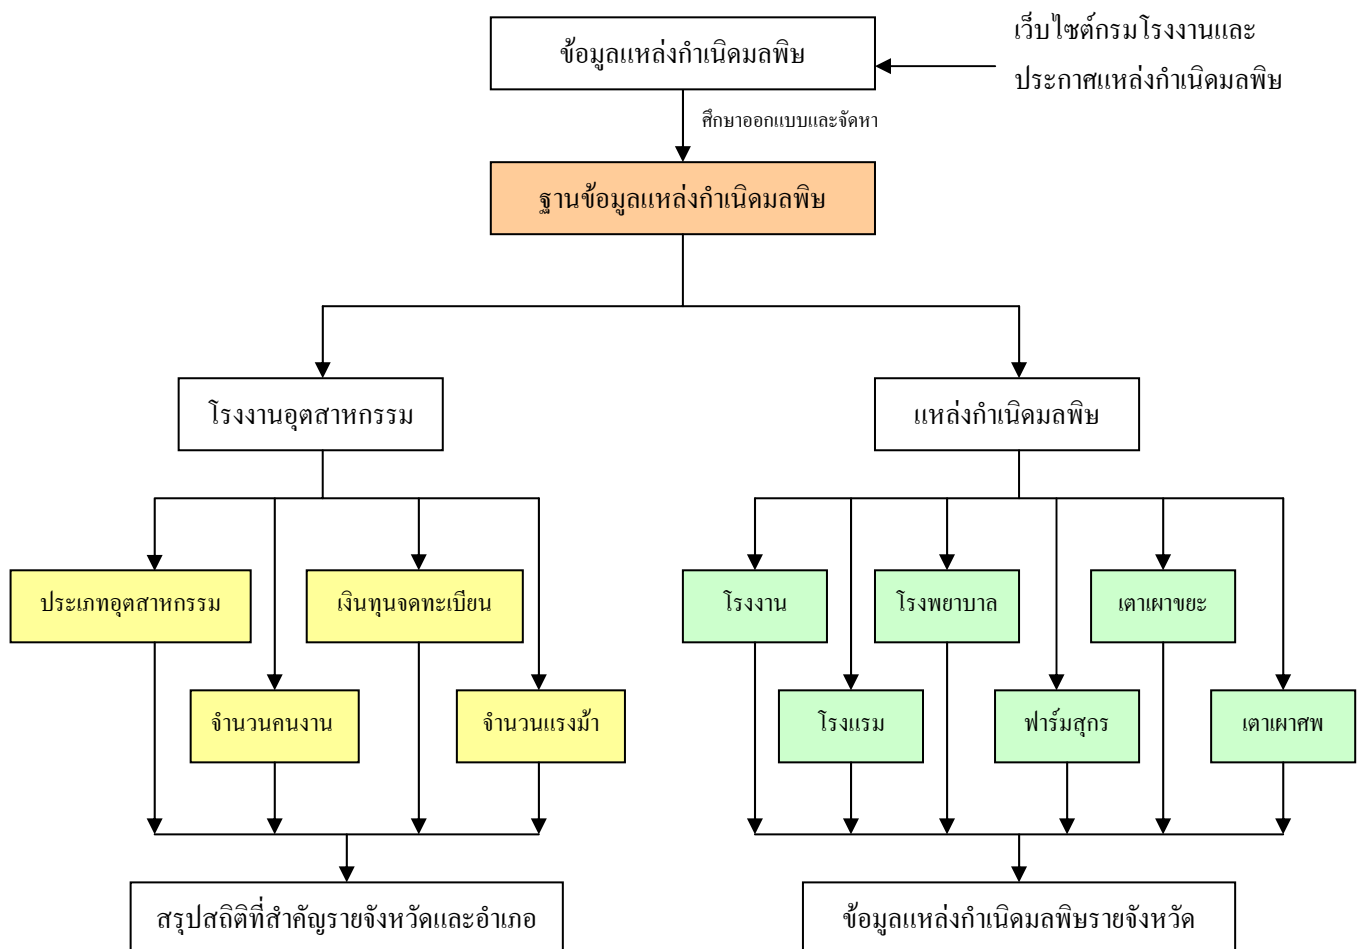 ข้อมูลแหล่งกำเนิดมลพิษ
เว็บไซต์กรมโรงงานและ
ประกาศแหล่งกำเนิดมลพิษ
ศึกษาออกแบบและจัดหา
ฐานข้อมูลแหล่งกำเนิดมลพิษ
โรงงานอุตสาหกรรม
แหล่งกำเนิดมลพิษ
ประเภทอุตสาหกรรม
เงินทุนจดทะเบียน
โรงงาน
โรงพยาบาล
เตาเผาขยะ
จำนวนคนงาน
จำนวนแรงม้า
โรงแรม
ฟาร์มสุกร
เตาเผาศพ
สรุปสถิติที่สำคัญรายจังหวัดและอำเภอ
ข้อมูลแหล่งกำเนิดมลพิษรายจังหวัด